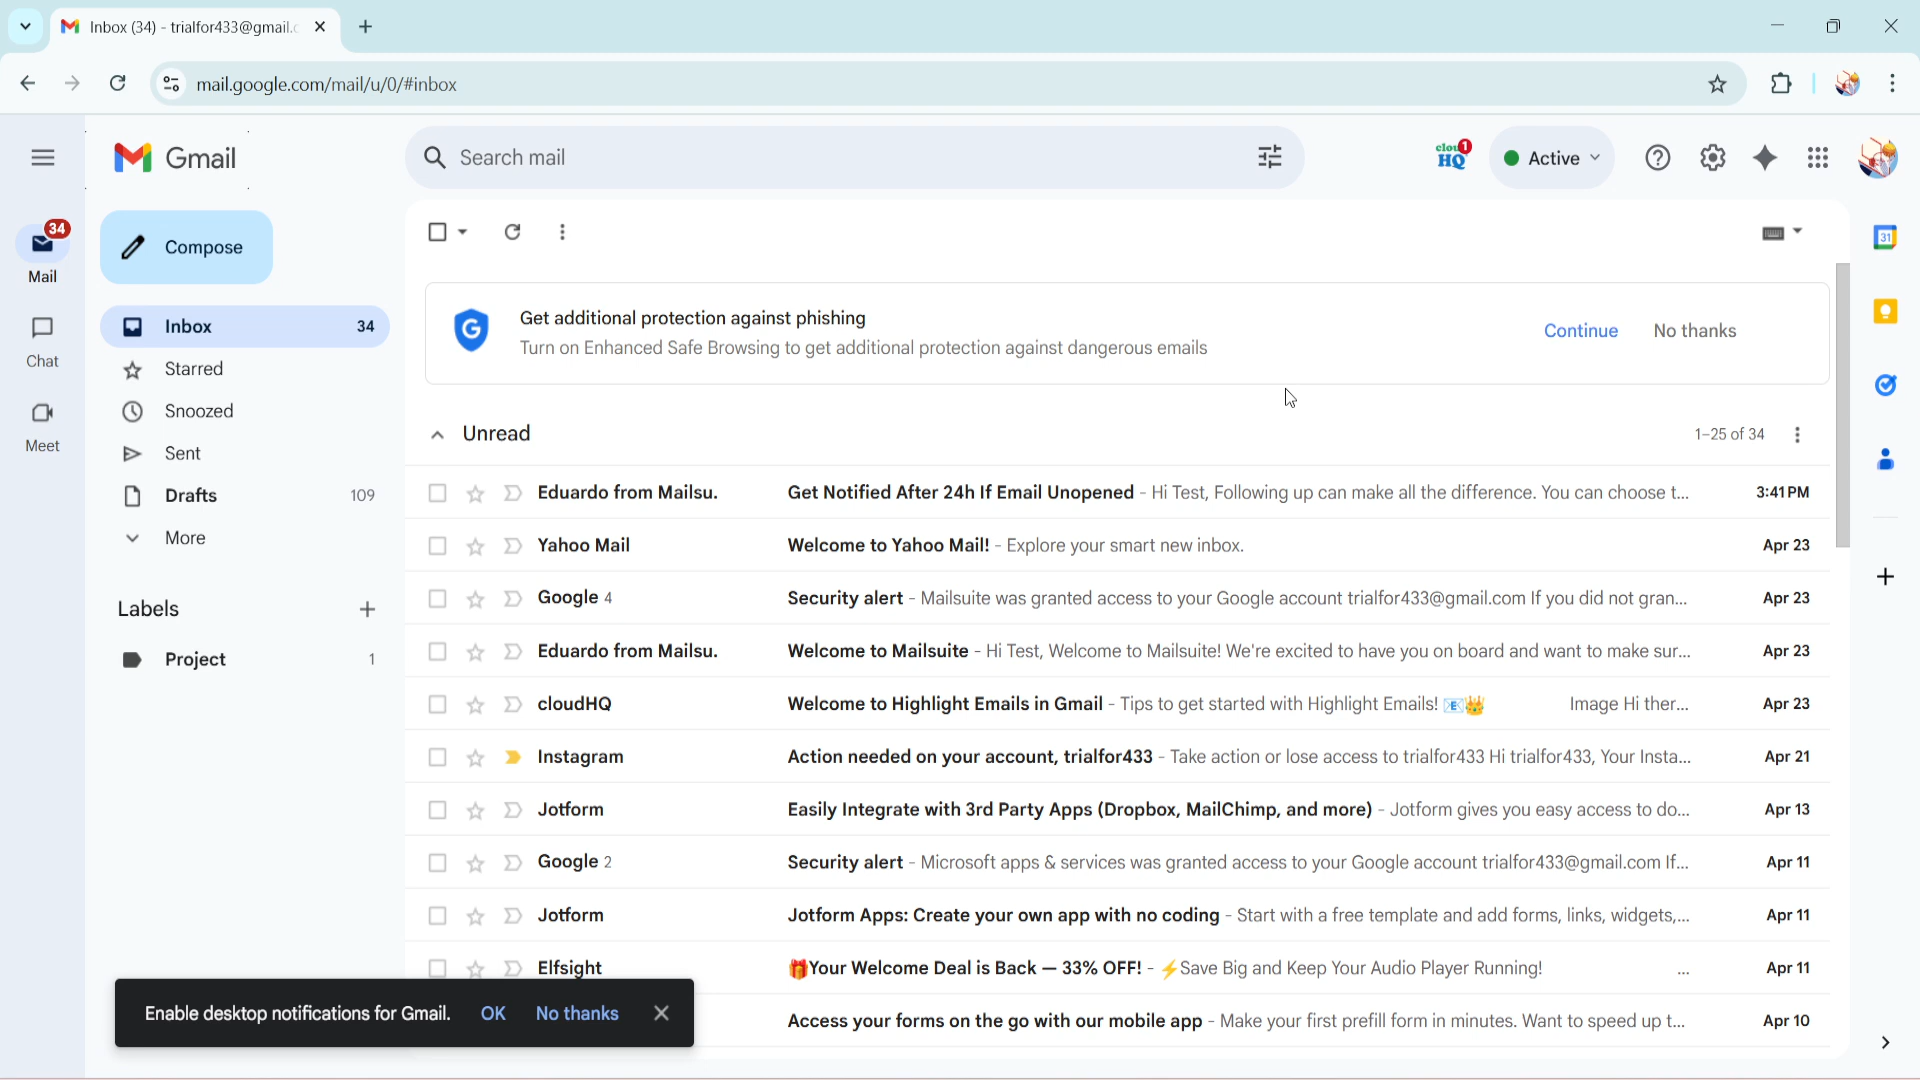 Inbox (34) - trialfor433@gmail.c
mail.google.com/mail/u/0/#inbox
Gmail
Search mail
cloudHQ 1
Active
34
Mail
Chat
Meet
Compose
Inbox 34
Starred
Snoozed
Sent
Drafts 109
More
Labels
Project 1
31
Get additional protection against phishing
Turn on Enhanced Safe Browsing to get additional protection against dangerous emails
Continue No thanks
Unread 1–25 of 34
Eduardo from Mailsu. Get Notified After 24h If Email Unopened - Hi Test, Following up can make all the difference. You can choose t... 3:41 PM
Yahoo Mail Welcome to Yahoo Mail! - Explore your smart new inbox. Apr 23
Google 4 Security alert - Mailsuite was granted access to your Google account trialfor433@gmail.com If you did not gran... Apr 23
Eduardo from Mailsu. Welcome to Mailsuite - Hi Test, Welcome to Mailsuite! We're excited to have you on board and want to make sur... Apr 23
cloudHQ Welcome to Highlight Emails in Gmail - Tips to get started with Highlight Emails! 📧👑 Image Hi ther... Apr 23
Instagram Action needed on your account, trialfor433 - Take action or lose access to trialfor433 Hi trialfor433, Your Insta... Apr 21
Jotform Easily Integrate with 3rd Party Apps (Dropbox, MailChimp, and more) - Jotform gives you easy access to do... Apr 13
Google 2 Security alert - Microsoft apps & services was granted access to your Google account trialfor433@gmail.com If... Apr 11
Jotform Jotform Apps: Create your own app with no coding - Start with a free template and add forms, links, widgets,... Apr 11
Elfsight 🎁Your Welcome Deal is Back — 33% OFF! - ⚡Save Big and Keep Your Audio Player Running! ... Apr 11
Access your forms on the go with our mobile app - Make your first prefill form in minutes. Want to speed up t... Apr 10
Enable desktop notifications for Gmail. OK No thanks